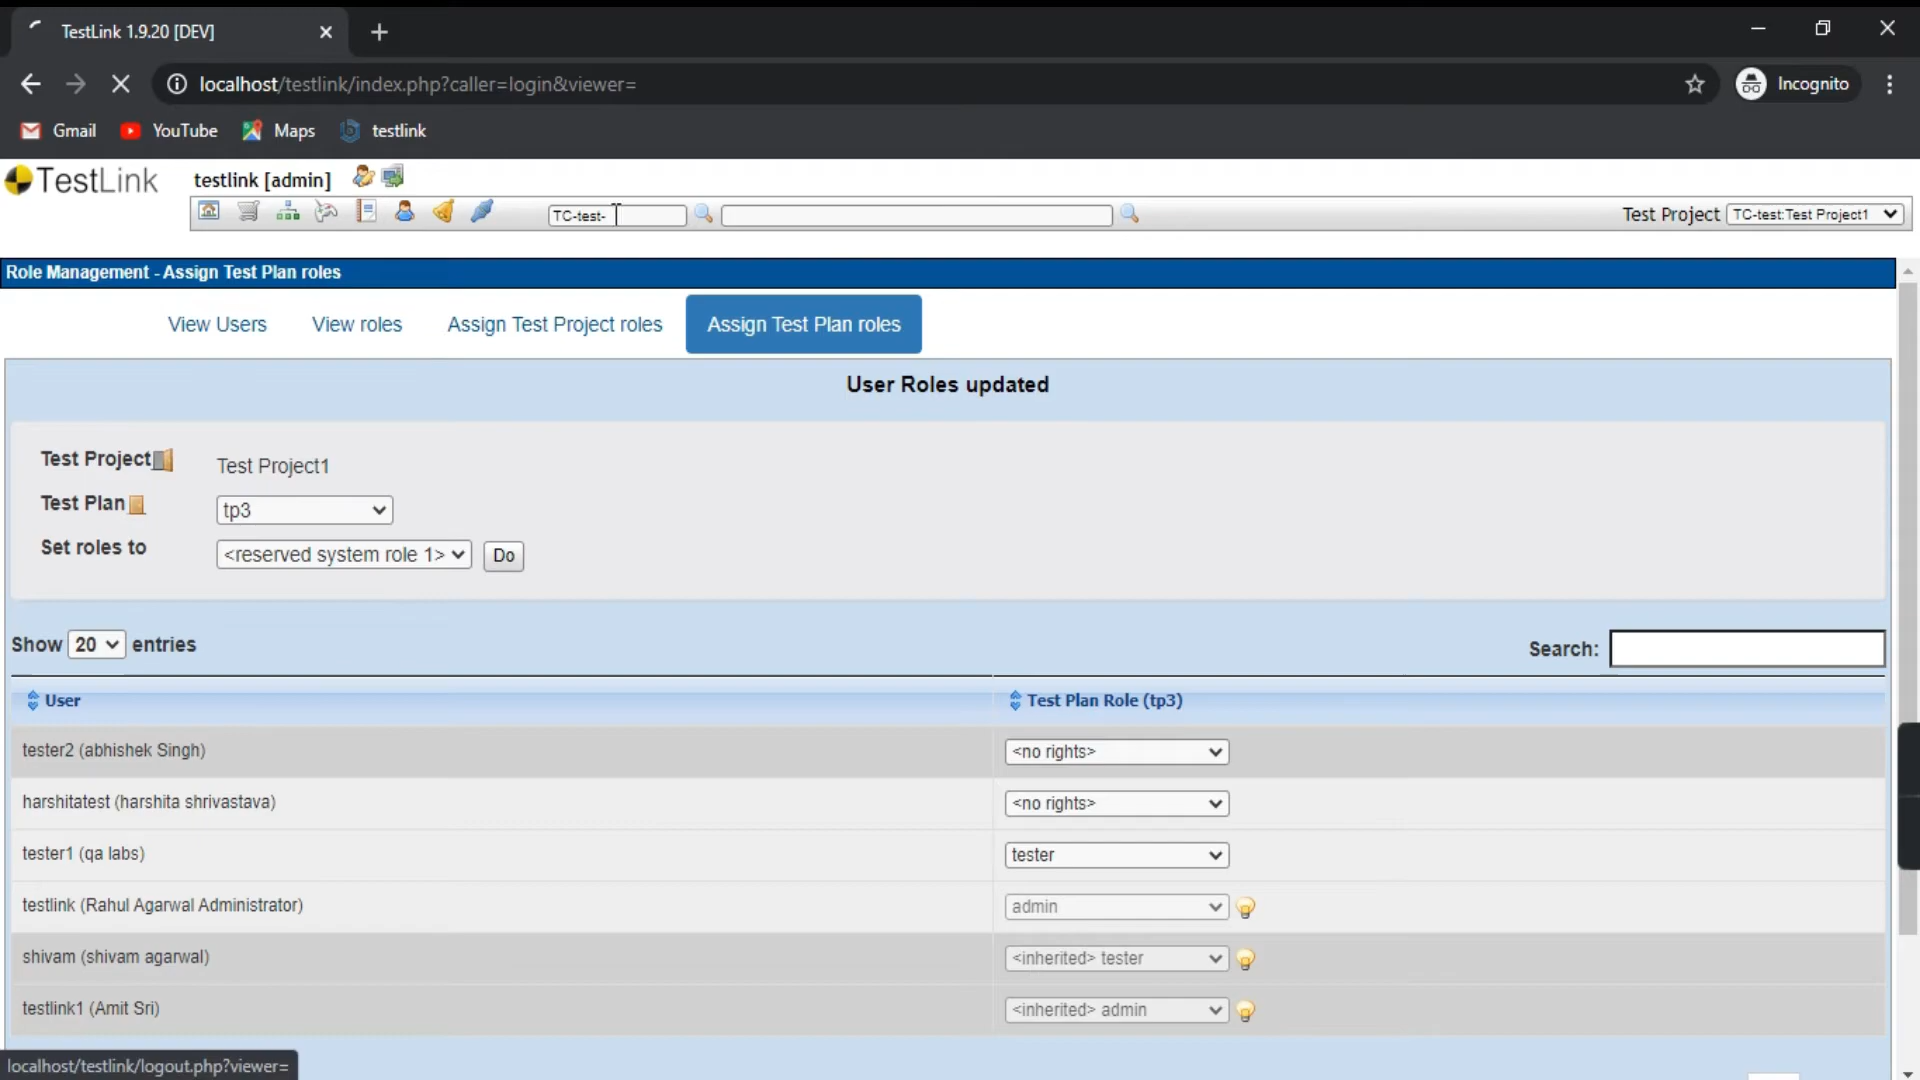 TestLink 1.9.20 [DEV]
localhost/testlink/index.php?caller=login&viewer=
Incognito
Gmail YouTube Maps testlink
TestLink testlink [admin]
TC-test- Test Project TC-test:Test Project1
Role Management - Assign Test Plan roles
View Users View roles Assign Test Project roles Assign Test Plan roles
User Roles updated
Test Project Test Project1
Test Plan tp3
Set roles to <reserved system role 1> Do
Show 20 entries Search:
User Test Plan Role (tp3)
tester2 (abhishek Singh) <no rights>
harshitatest (harshita shrivastava) <no rights>
tester1 (qa labs) tester
testlink (Rahul Agarwal Administrator) admin
shivam (shivam agarwal) <inherited> tester
testlink1 (Amit Sri) <inherited> admin
localhost/testlink/logout.php?viewer=